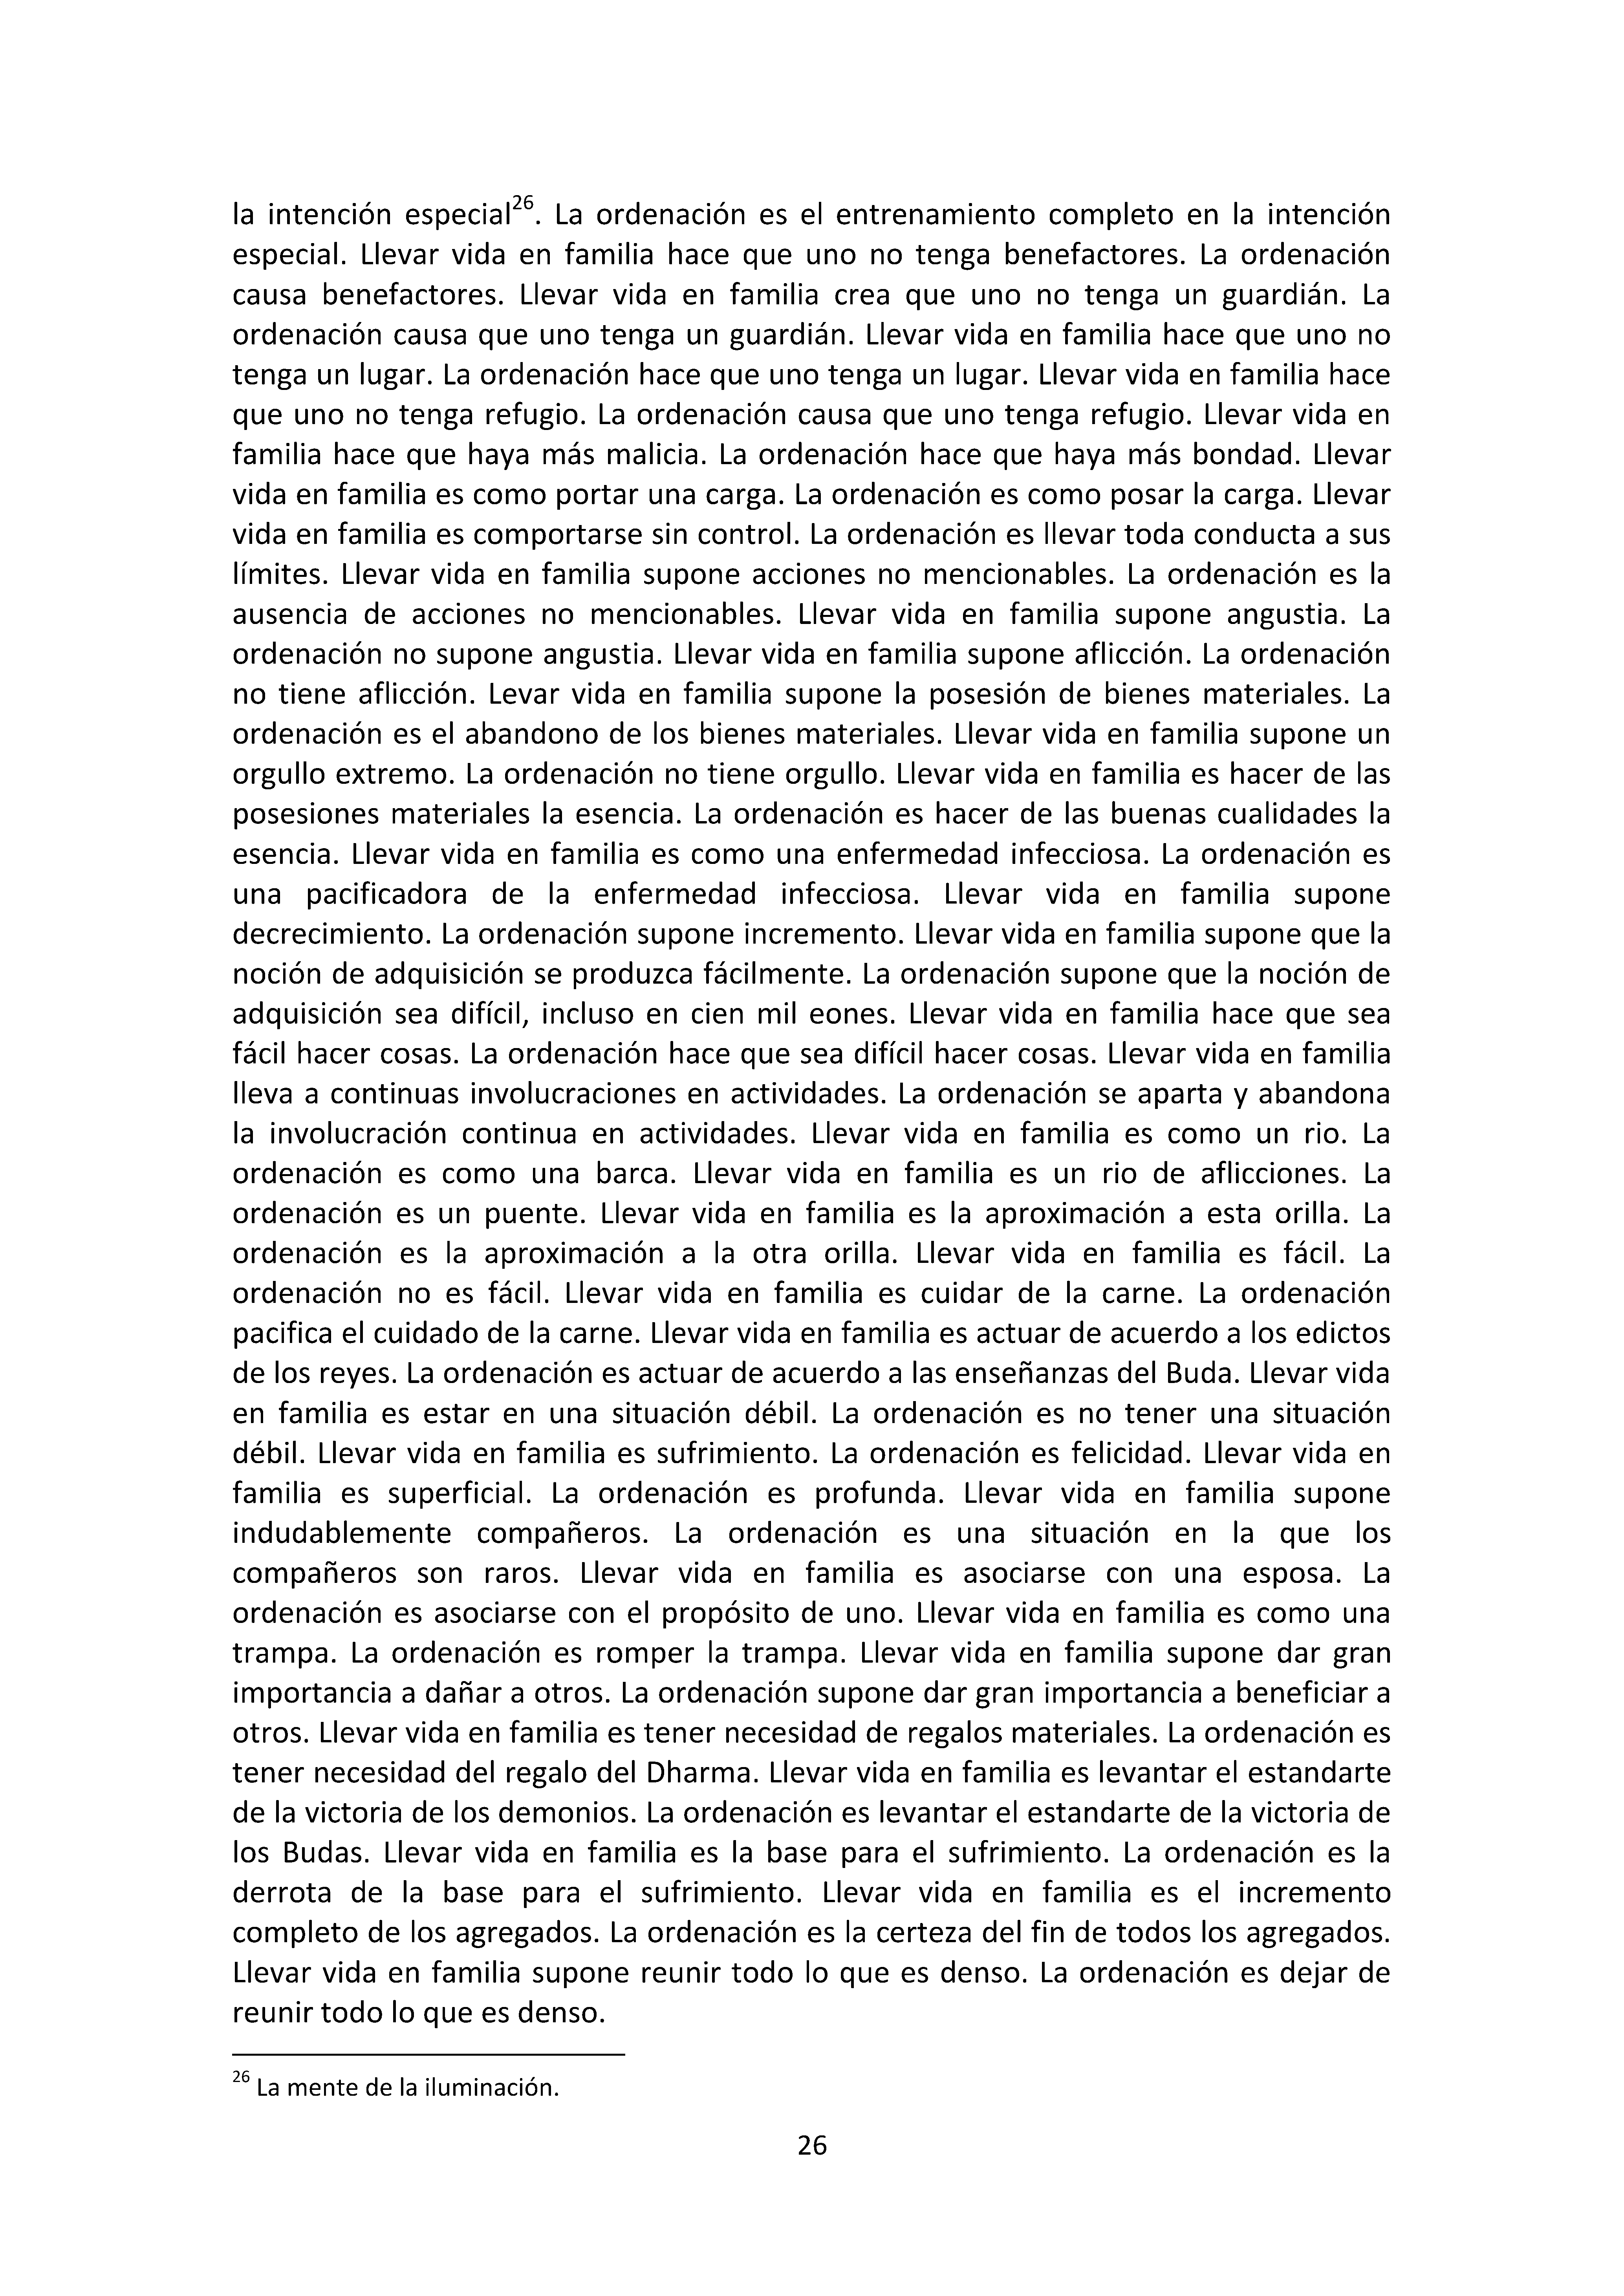 la intención especial26. La ordenación es el entrenamiento completo en la intención
especial. Llevar vida en familia hace que uno no tenga benefactores. La ordenación
causa benefactores. Llevar vida en familia crea que uno no tenga un guardián. La
ordenación causa que uno tenga un guardián. Llevar vida en familia hace que uno no
tenga un lugar. La ordenación hace que uno tenga un lugar. Llevar vida en familia hace
que uno no tenga refugio. La ordenación causa que uno tenga refugio. Llevar vida en
familia hace que haya más malicia. La ordenación hace que haya más bondad. Llevar
vida en familia es como portar una carga. La ordenación es como posar la carga. Llevar
vida en familia es comportarse sin control. La ordenación es llevar toda conducta a sus
límites. Llevar vida en familia supone acciones no mencionables. La ordenación es la
ausencia de acciones no mencionables. Llevar vida en familia supone angustia. La
ordenación no supone angustia. Llevar vida en familia supone aflicción. La ordenación
no tiene aflicción. Levar vida en familia supone la posesión de bienes materiales. La
ordenación es el abandono de los bienes materiales. Llevar vida en familia supone un
orgullo extremo. La ordenación no tiene orgullo. Llevar vida en familia es hacer de las
posesiones materiales la esencia. La ordenación es hacer de las buenas cualidades la
esencia. Llevar vida en familia es como una enfermedad infecciosa. La ordenación es
una pacificadora de la enfermedad infecciosa. Llevar vida en familia supone
decrecimiento. La ordenación supone incremento. Llevar vida en familia supone que la
noción de adquisición se produzca fácilmente. La ordenación supone que la noción de
adquisición sea difícil, incluso en cien mil eones. Llevar vida en familia hace que sea
fácil hacer cosas. La ordenación hace que sea difícil hacer cosas. Llevar vida en familia
lleva a continuas involucraciones en actividades. La ordenación se aparta y abandona
la involucración continua en actividades. Llevar vida en familia es como un rio. La
ordenación es como una barca. Llevar vida en familia es un rio de aflicciones. La
ordenación es un puente. Llevar vida en familia es la aproximación a esta orilla. La
ordenación es la aproximación a la otra orilla. Llevar vida en familia es fácil. La
ordenación no es fácil. Llevar vida en familia es cuidar de la carne. La ordenación
pacifica el cuidado de la carne. Llevar vida en familia es actuar de acuerdo a los edictos
de los reyes. La ordenación es actuar de acuerdo a las enseñanzas del Buda. Llevar vida
en familia es estar en una situación débil. La ordenación es no tener una situación
débil. Llevar vida en familia es sufrimiento. La ordenación es felicidad. Llevar vida en
familia es superficial. La ordenación es profunda. Llevar vida en familia supone
indudablemente compañeros. La ordenación es una situación en la que los
compañeros son raros. Llevar vida en familia es asociarse con una esposa. La
ordenación es asociarse con el propósito de uno. Llevar vida en familia es como una
trampa. La ordenación es romper la trampa. Llevar vida en familia supone dar gran
importancia a dañar a otros. La ordenación supone dar gran importancia a beneficiar a
otros. Llevar vida en familia es tener necesidad de regalos materiales. La ordenación es
tener necesidad del regalo del Dharma. Llevar vida en familia es levantar el estandarte
de la victoria de los demonios. La ordenación es levantar el estandarte de la victoria de
los Budas. Llevar vida en familia es la base para el sufrimiento. La ordenación es la
derrota de la base para el sufrimiento. Llevar vida en familia es el incremento
completo de los agregados. La ordenación es la certeza del fin de todos los agregados.
Llevar vida en familia supone reunir todo lo que es denso. La ordenación es dejar de
reunir todo lo que es denso.
26 La mente de la iluminación.
26